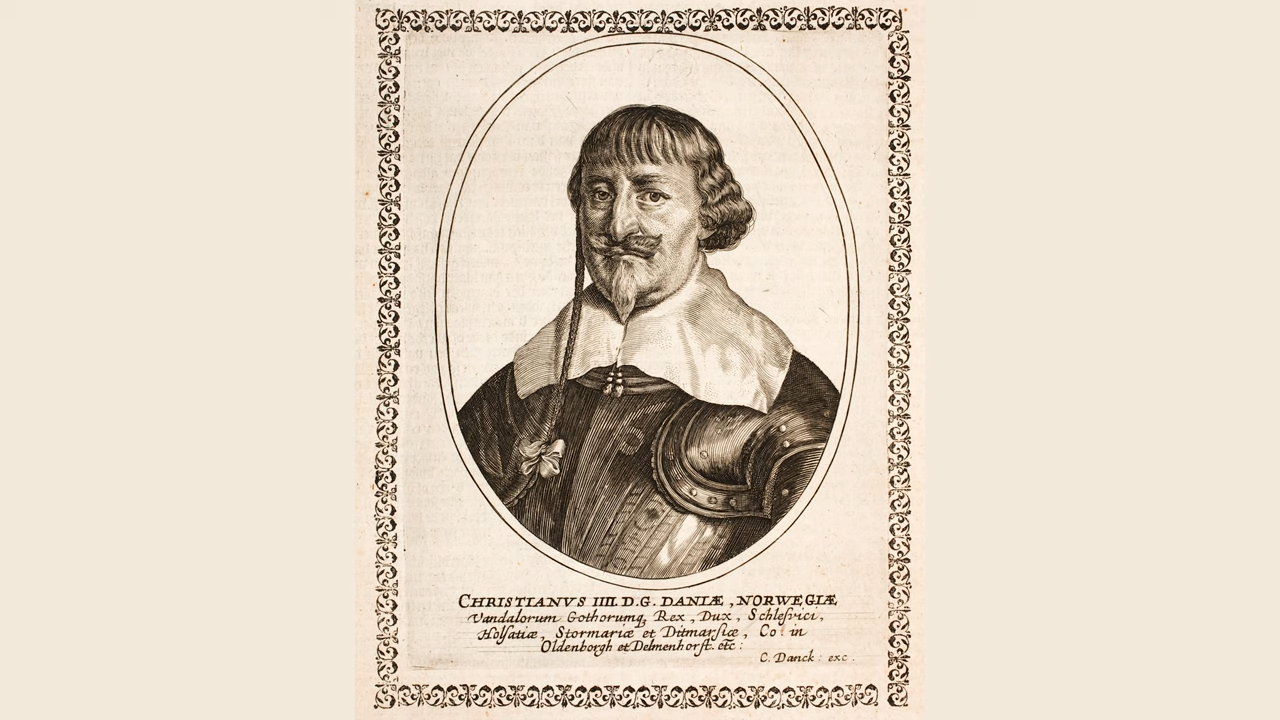 CHRISTIANVS IIII. D.G. DANIÆ, NORWEGIÆ
Vandalorum Gothorumq, Rex, Dux, Schlesvici,
Holsatiæ, Stormariæ et Ditmarsiæ, Co: in
Oldenborgh et Delmenhorst. etc:
C. Danck: exc.